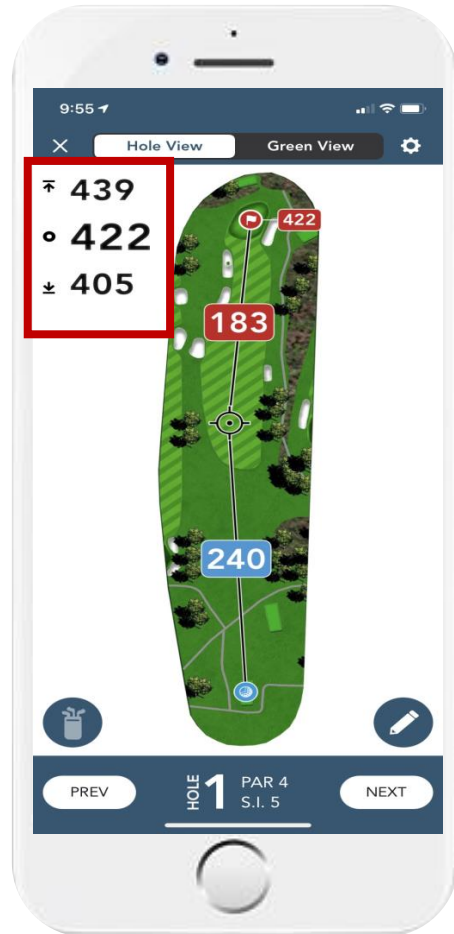 9:55
Hole View Green View
439
422
405
422
183
240
PREV
HOLE 1
PAR 4
S.I. 5
NEXT